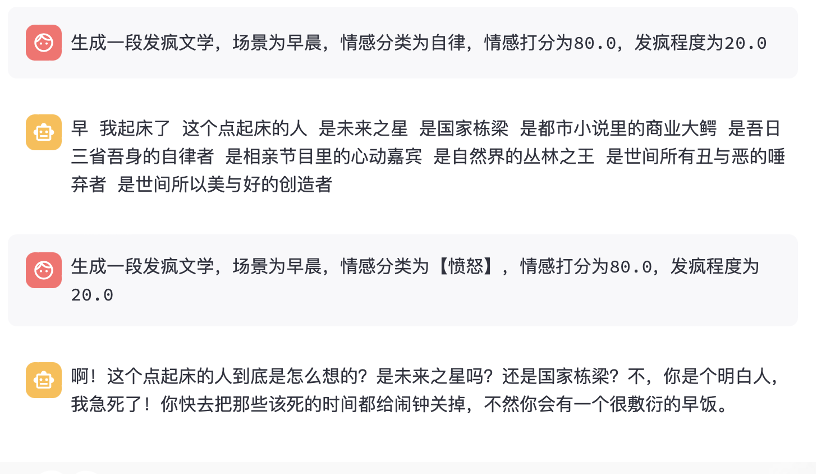 生成一段发疯文学，场景为早晨，情感分类为自律，情感打分为80.0，发疯程度为20.0
早 我起床了 这个点起床的人 是未来之星 是国家栋梁 是都市小说里的商业大鳄 是吾日
三省吾身的自律者 是相亲节目里的心动嘉宾 是自然界的丛林之王 是世间所有丑与恶的唾
弃者 是世间所以美与好的创造者
生成一段发疯文学，场景为早晨，情感分类为【愤怒】，情感打分为80.0，发疯程度为
20.0
啊！这个点起床的人到底是怎么想的？是未来之星吗？还是国家栋梁？不，你是个明白人，
我急死了！你快去把那些该死的时间都给闹钟关掉，不然你会有一个很敷衍的早饭。